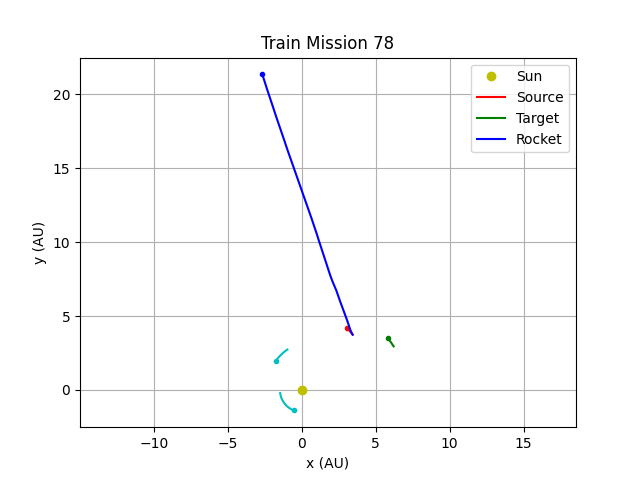 Train Mission 78
Sun
Source
Target
Rocket
20
15
10
5
0
y (AU)
−10
−5
0
5
10
15
x (AU)